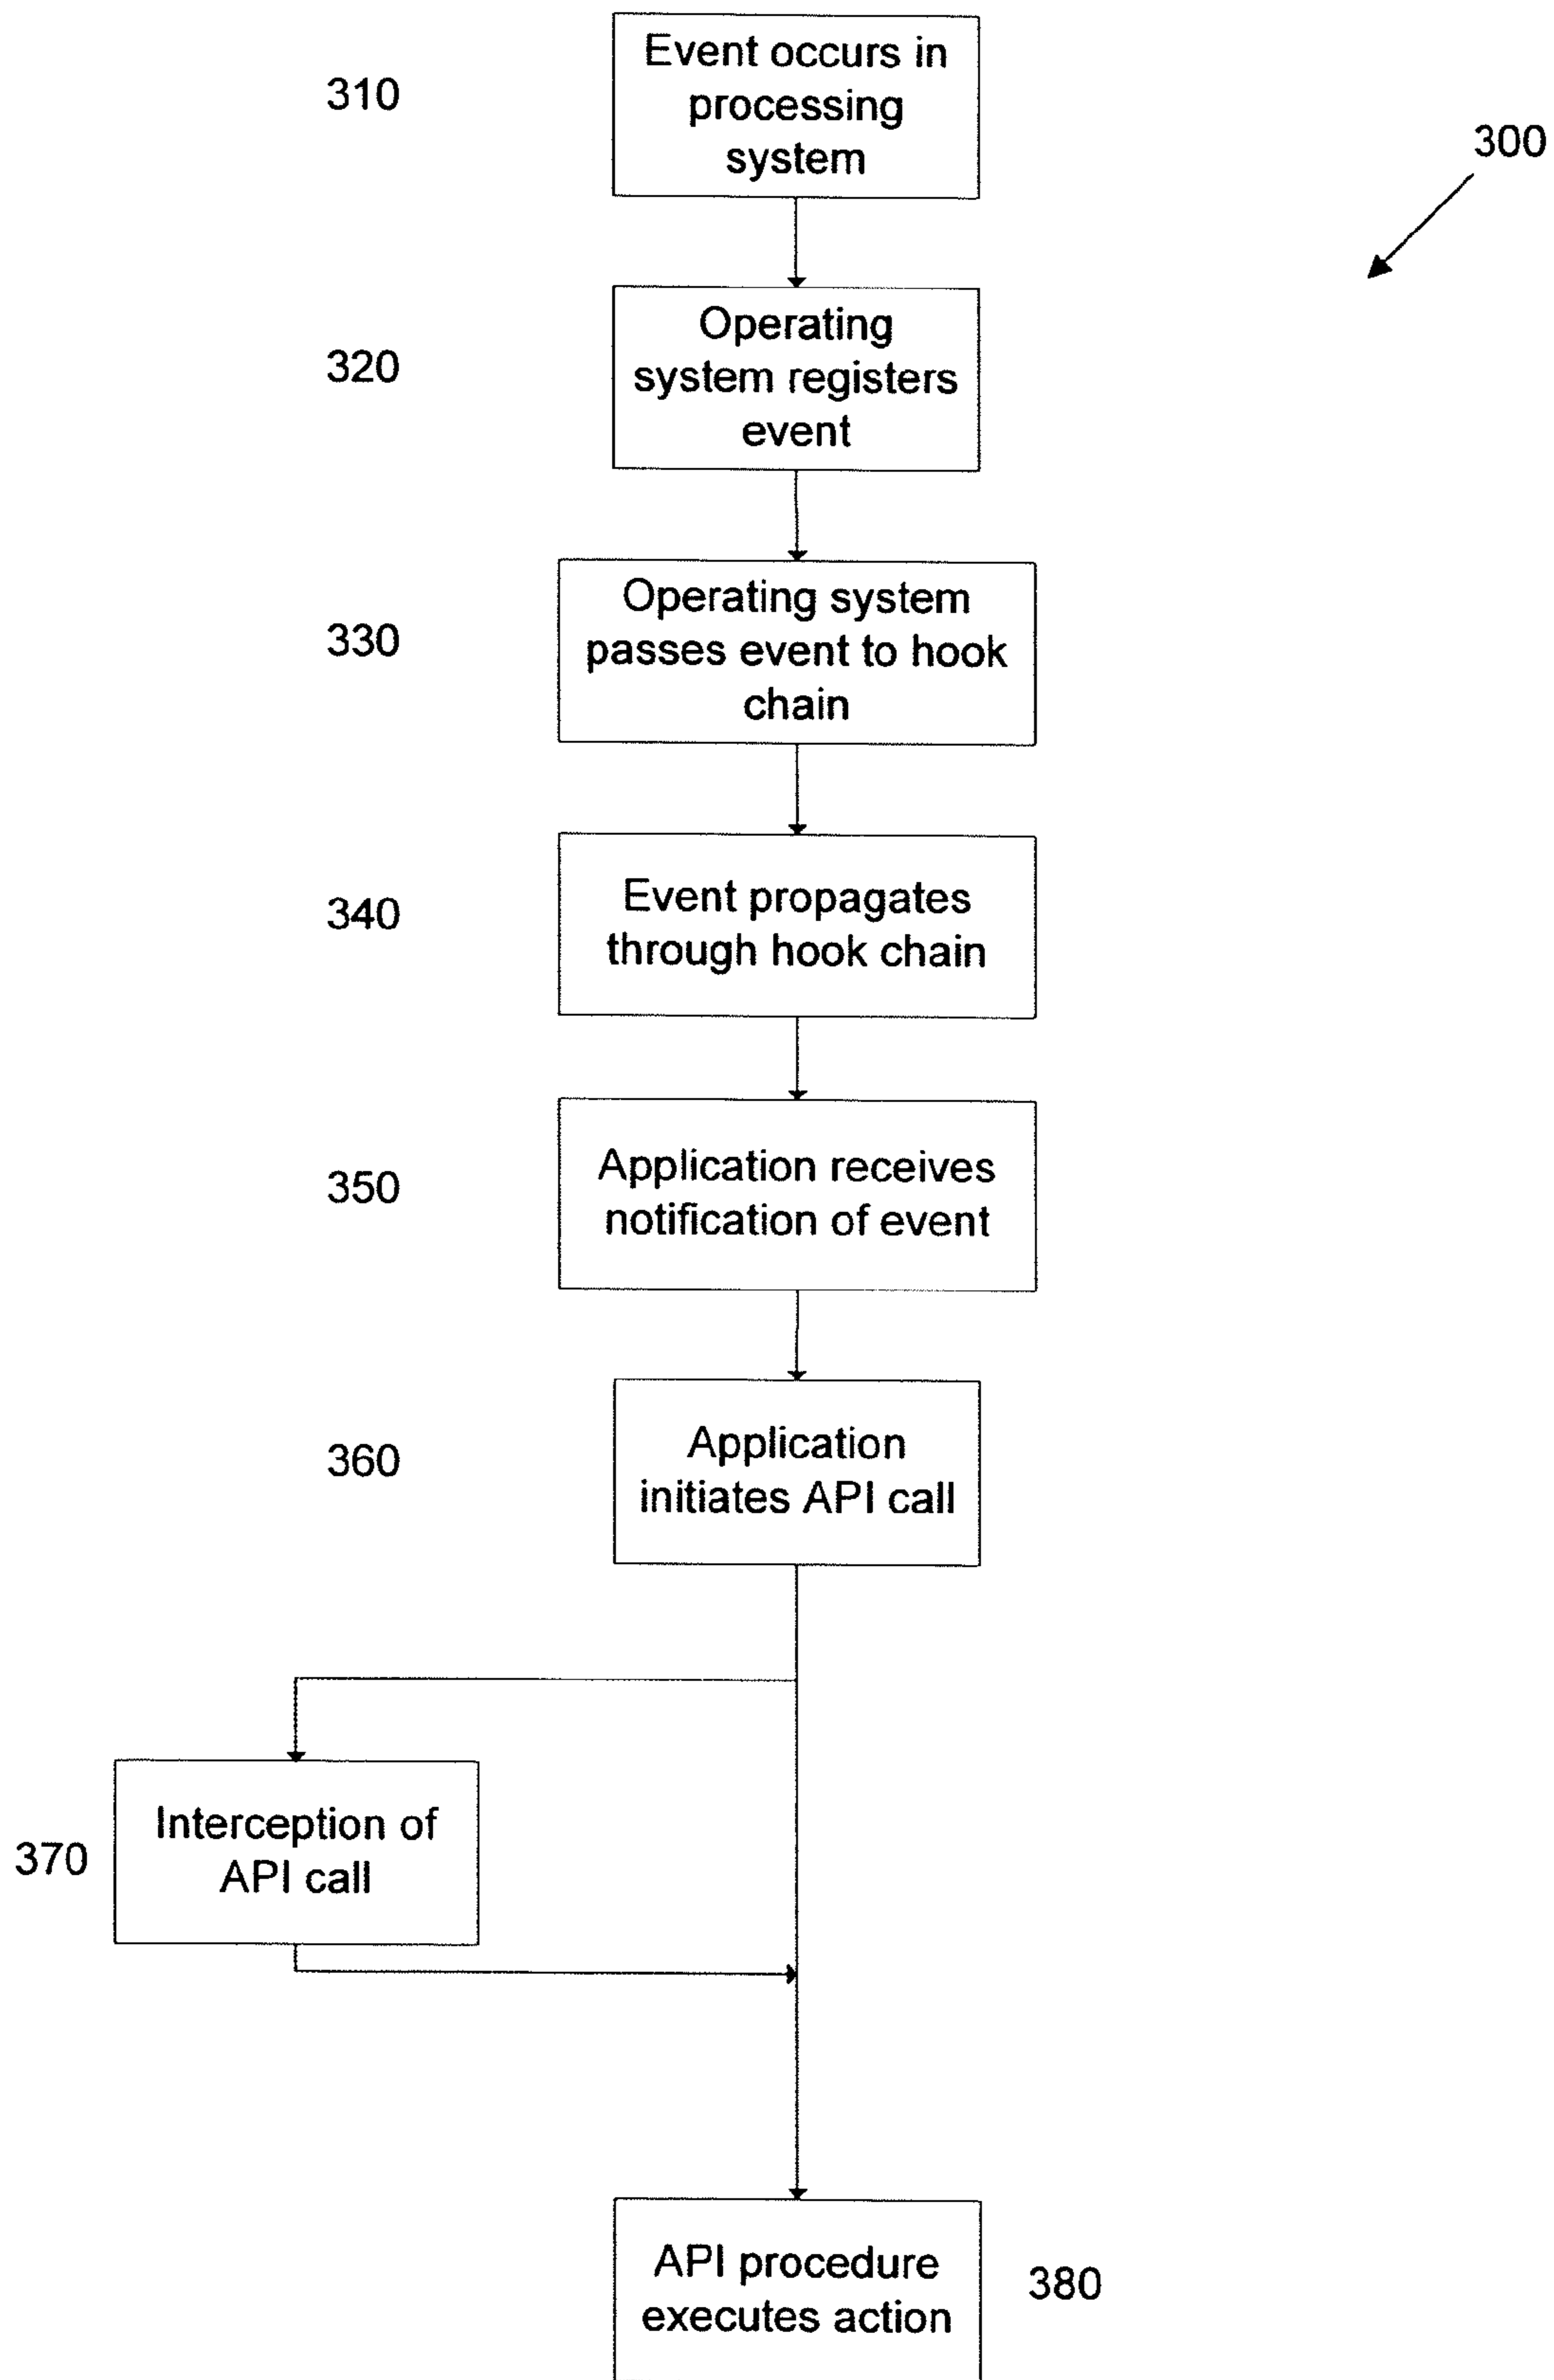 310
Event occurs in
processing
system
300
320
Operating
system registers
event
330
Operating system
passes event to hook
chain
340
Event propagates
through hook chain
350
Application receives
notification of event
360
Application
initiates API call
370
Interception of
API call
API procedure
executes action
380